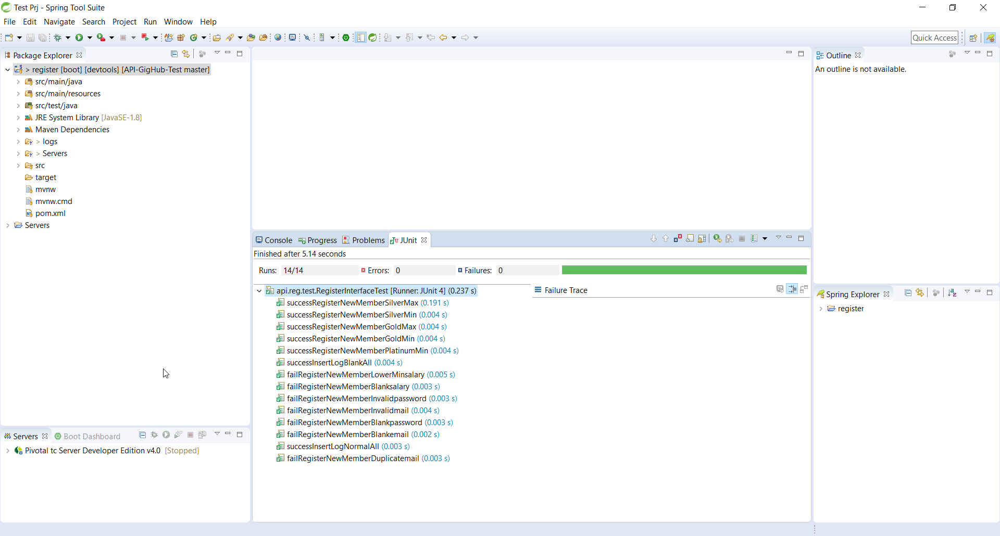 Test Prj - Spring Tool Suite
File Edit Navigate Search Project Run Window Help
Quick Access
Package Explorer
> register [boot] [devtools] [API-GigHub-Test master]
src/main/java
src/main/resources
src/test/java
JRE System Library [JavaSE-1.8]
Maven Dependencies
> logs
> Servers
src
target
mvnw
mvnw.cmd
pom.xml
Servers
Servers Boot Dashboard
Pivotal tc Server Developer Edition v4.0 [Stopped]
Console Progress Problems JUnit
Finished after 5.14 seconds
Runs: 14/14 Errors: 0 Failures: 0
api.reg.test.RegisterInterfaceTest [Runner: JUnit 4] (0.237 s)
successRegisterNewMemberSilverMax (0.191 s)
successRegisterNewMemberSilverMin (0.004 s)
successRegisterNewMemberGoldMax (0.004 s)
successRegisterNewMemberGoldMin (0.004 s)
successRegisterNewMemberPlatinumMin (0.004 s)
successInsertLogBlankAll (0.004 s)
failRegisterNewMemberLowerMinsalary (0.005 s)
failRegisterNewMemberBlanksalary (0.003 s)
failRegisterNewMemberInvalidpassword (0.003 s)
failRegisterNewMemberInvalidmail (0.004 s)
failRegisterNewMemberBlankpassword (0.003 s)
failRegisterNewMemberBlankemail (0.002 s)
successInsertLogNormalAll (0.003 s)
failRegisterNewMemberDuplicatemail (0.003 s)
Failure Trace
Outline
An outline is not available.
Spring Explorer
register